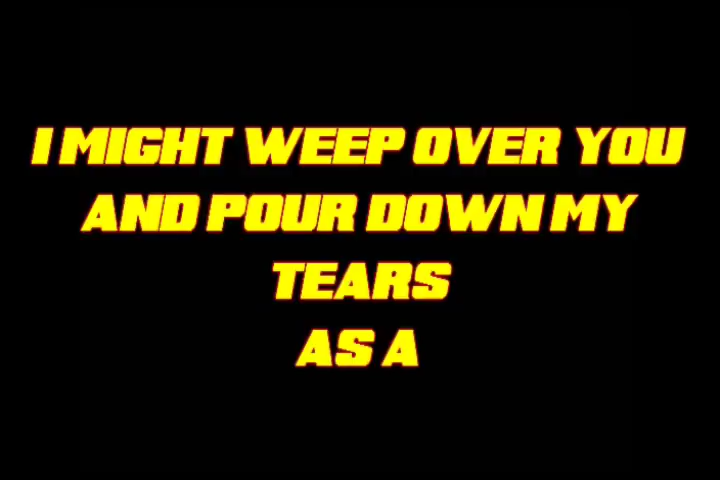 I MIGHT WEEP OVER YOU
AND POUR DOWN MY
TEARS
AS A